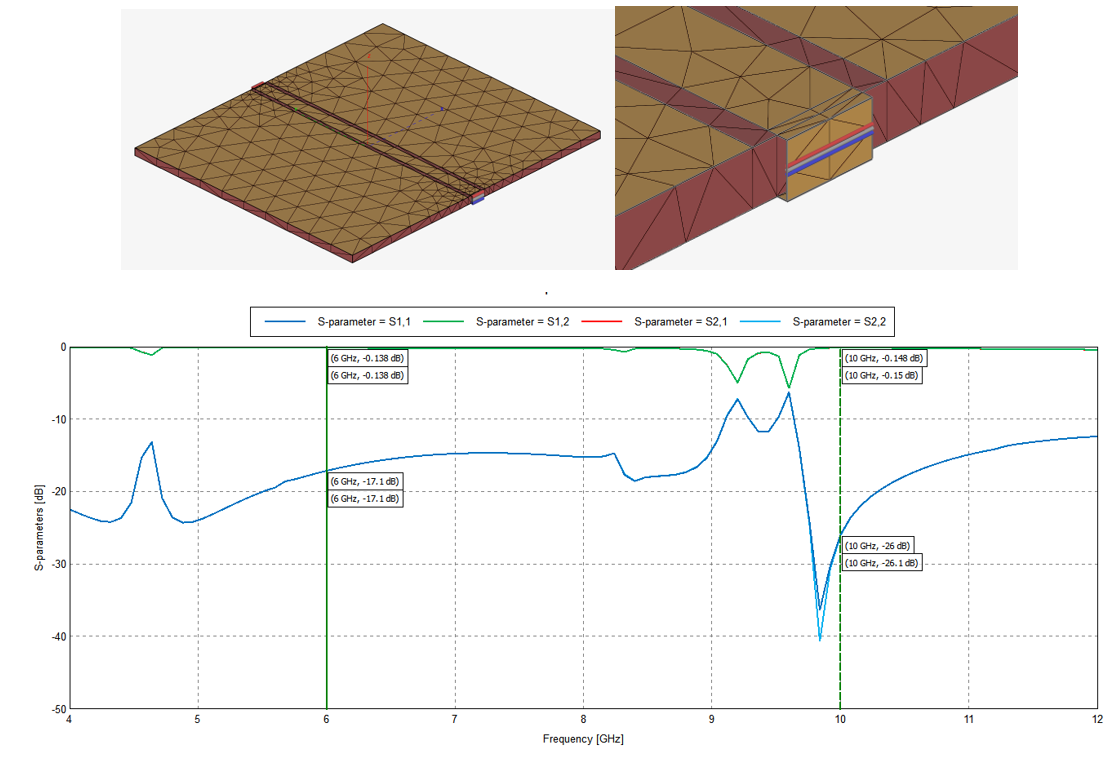 S-parameter = S1,1 S-parameter = S1,2 S-parameter = S2,1 S-parameter = S2,2
0
-10
-20
-30
-40
-50
S-parameters [dB]
(6 GHz, -0.138 dB)
(6 GHz, -0.138 dB)
(10 GHz, -0.148 dB)
(10 GHz, -0.15 dB)
(6 GHz, -17.1 dB)
(6 GHz, -17.1 dB)
(10 GHz, -26 dB)
(10 GHz, -26.1 dB)
4 5 6 7 8 9 10 11 12
Frequency [GHz]